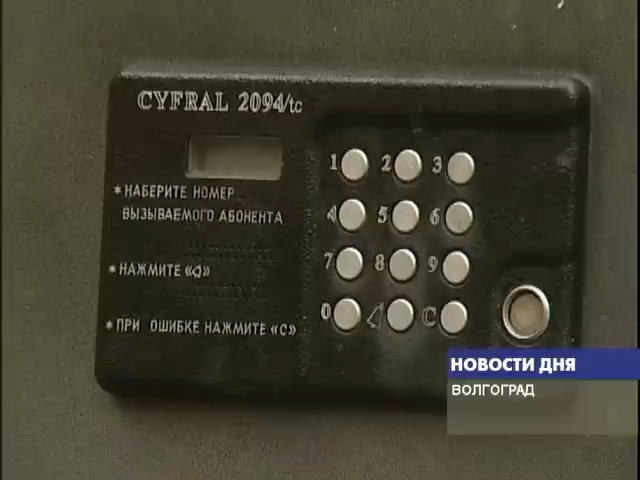 CYFRAL 2094/tc
*НАБЕРИТЕ НОМЕР
ВЫЗЫВАЕМОГО АБОНЕНТА
*НАЖМИТЕ «🔔»
*ПРИ ОШИБКЕ НАЖМИТЕ «С»
1 2 3
4 5 6
7 8 9
0 C
НОВОСТИ ДНЯ
ВОЛГОГРАД